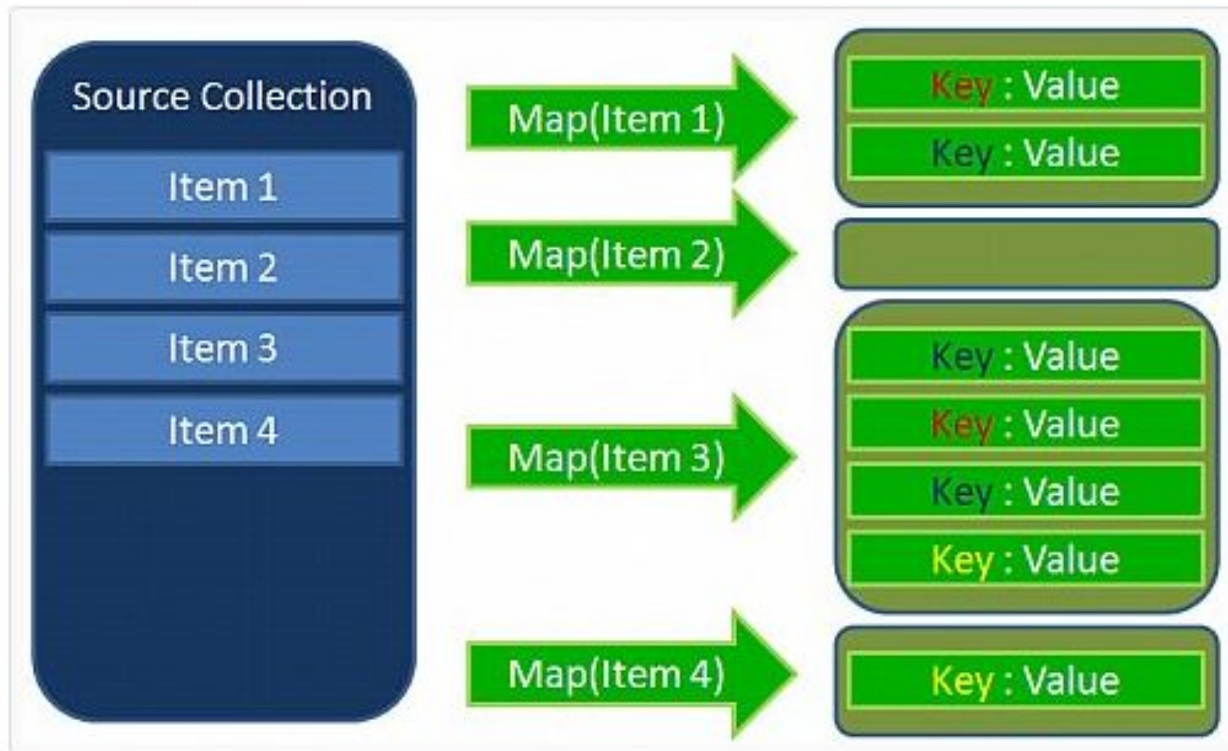 Source Collection
Item 1
Item 2
Item 3
Item 4
Map(Item 1)
Map(Item 2)
Map(Item 3)
Map(Item 4)
Key : Value
Key : Value
Key : Value
Key : Value
Key : Value
Key : Value
Key : Value